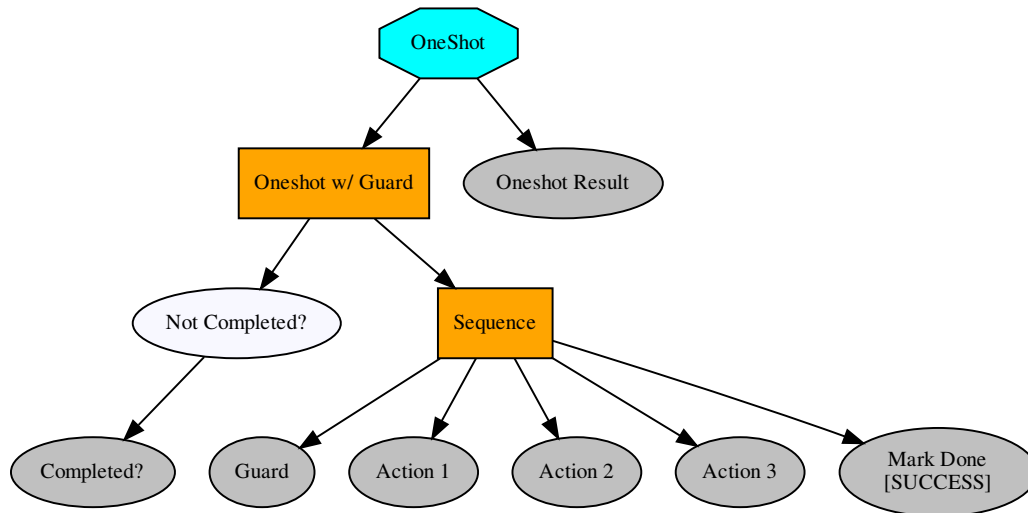 OneShot
Oneshot w/ Guard
Oneshot Result
Not Completed?
Sequence
Completed?
Guard
Action 1
Action 2
Action 3
Mark Done
[SUCCESS]